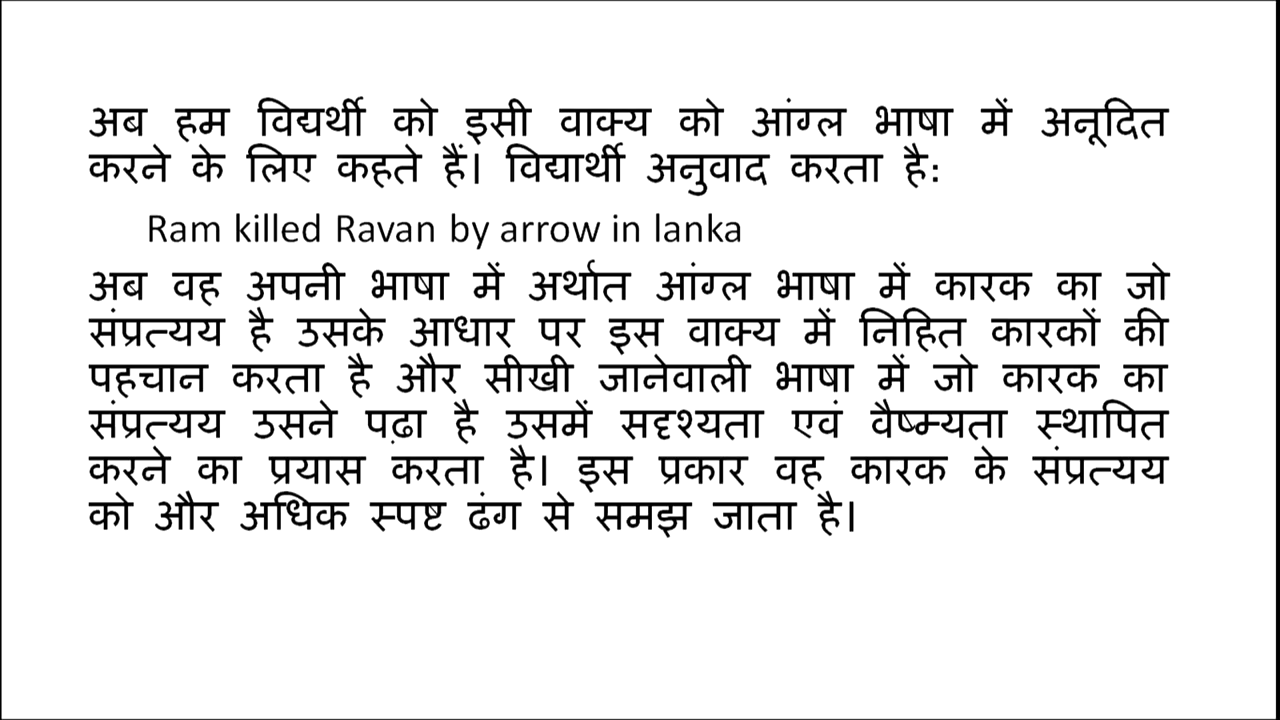 अब हम विद्यर्थी को इसी वाक्य को आंग्ल भाषा में अनूदित
करने के लिए कहते हैं। विद्यार्थी अनुवाद करता है:
Ram killed Ravan by arrow in lanka
अब वह अपनी भाषा में अर्थात आंग्ल भाषा में कारक का जो
संप्रत्यय है उसके आधार पर इस वाक्य में निहित कारकों की
पहचान करता है और सीखी जानेवाली भाषा में जो कारक का
संप्रत्यय उसने पढ़ा है उसमें सदृश्यता एवं वैष्म्यता स्थापित
करने का प्रयास करता है। इस प्रकार वह कारक के संप्रत्यय
को और अधिक स्पष्ट ढंग से समझ जाता है।